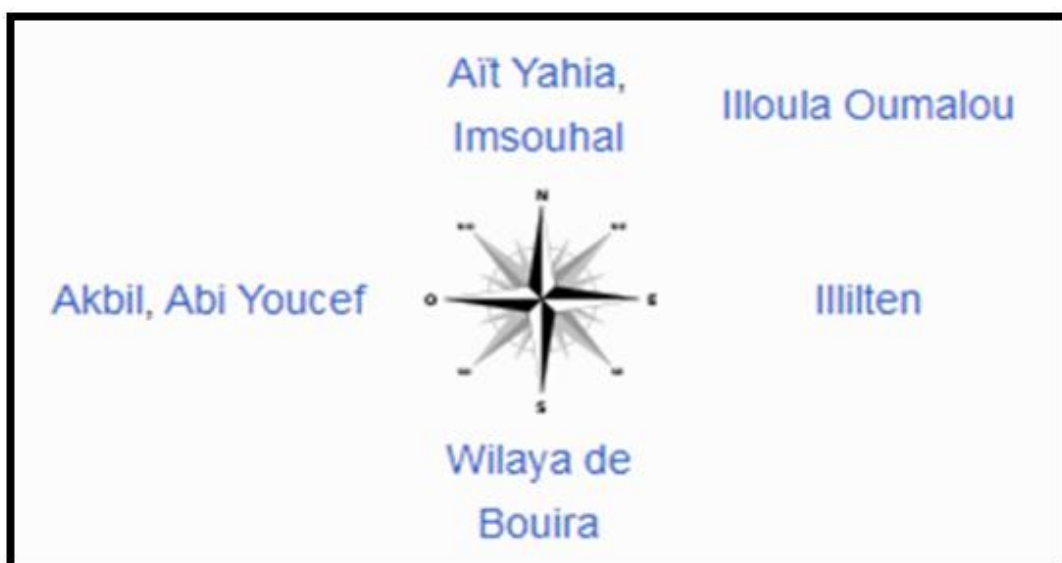 Aït Yahia,
Illoula Oumalou
Imsouhal
N
Akbil, Abi Youcef
O
E
Illilten
S
Wilaya de
Bouira